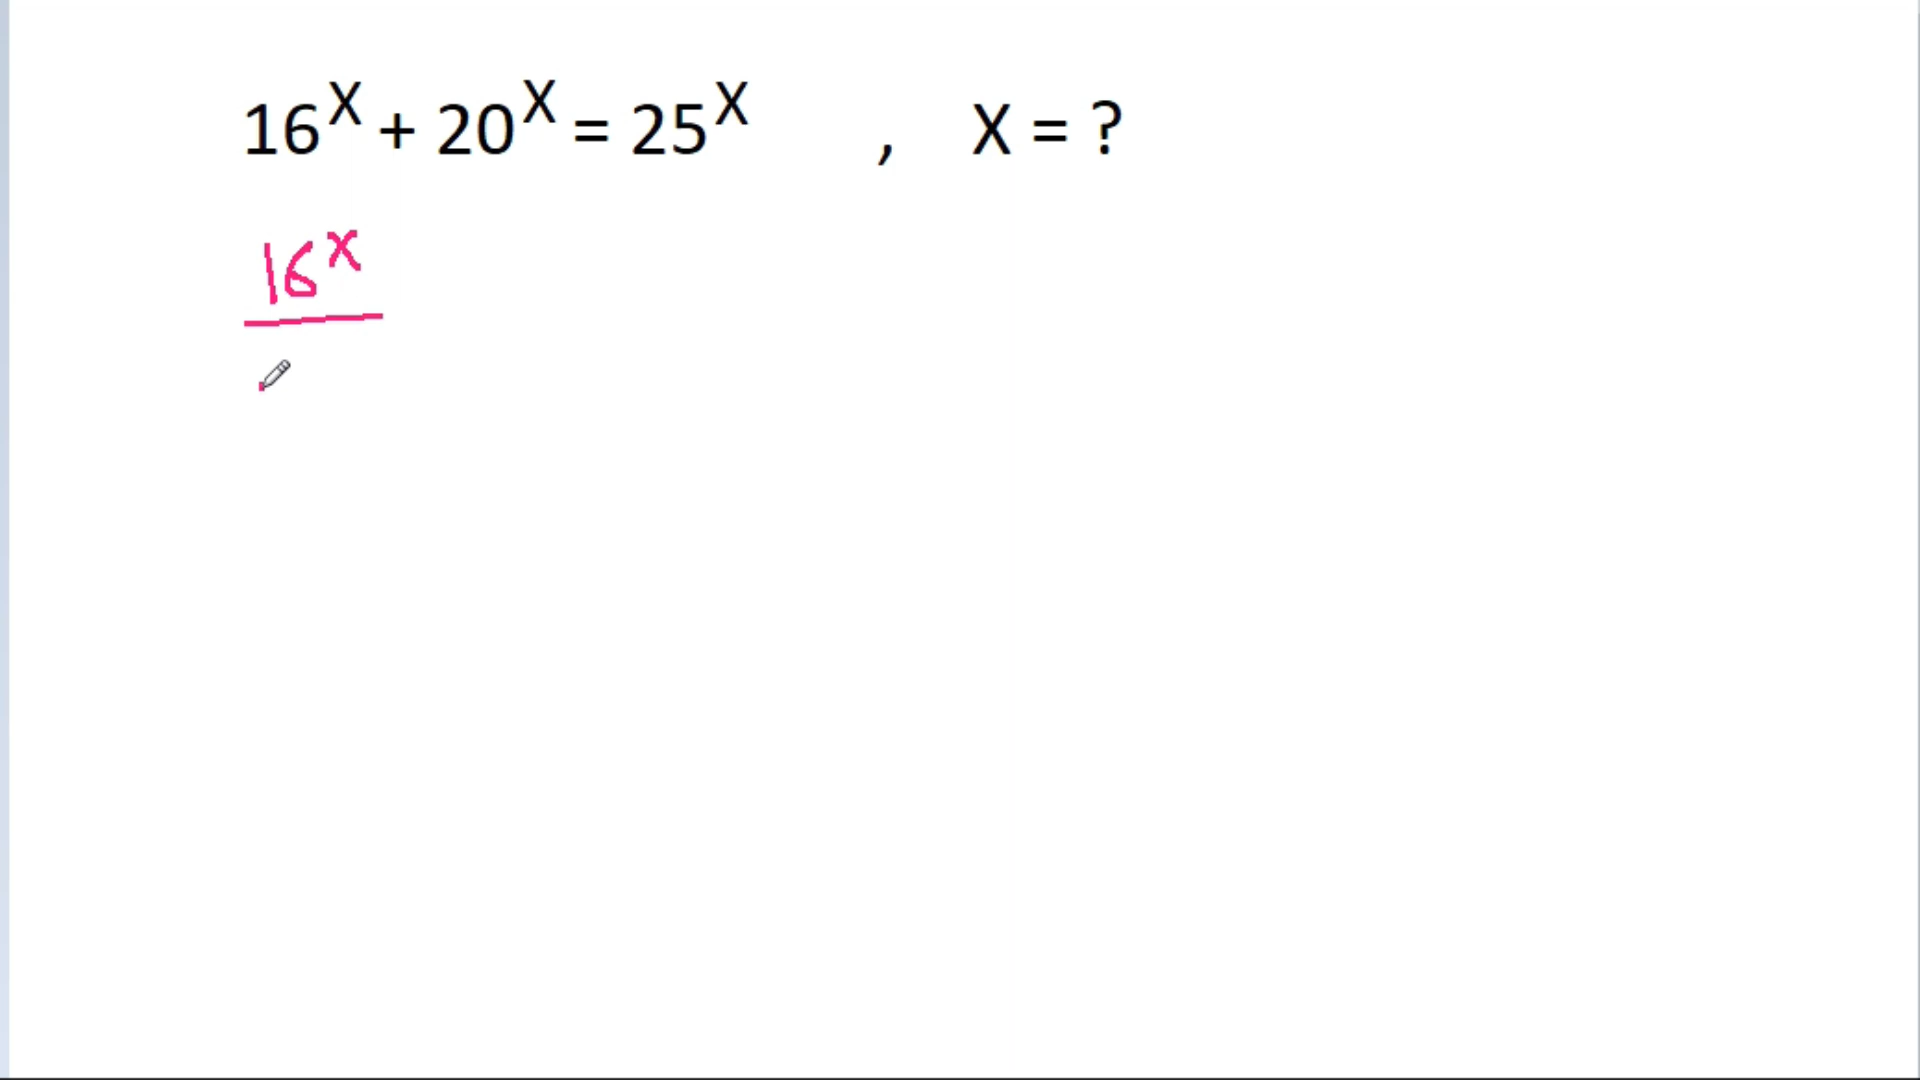 16^X + 20^X = 25^X , X = ?
16^x